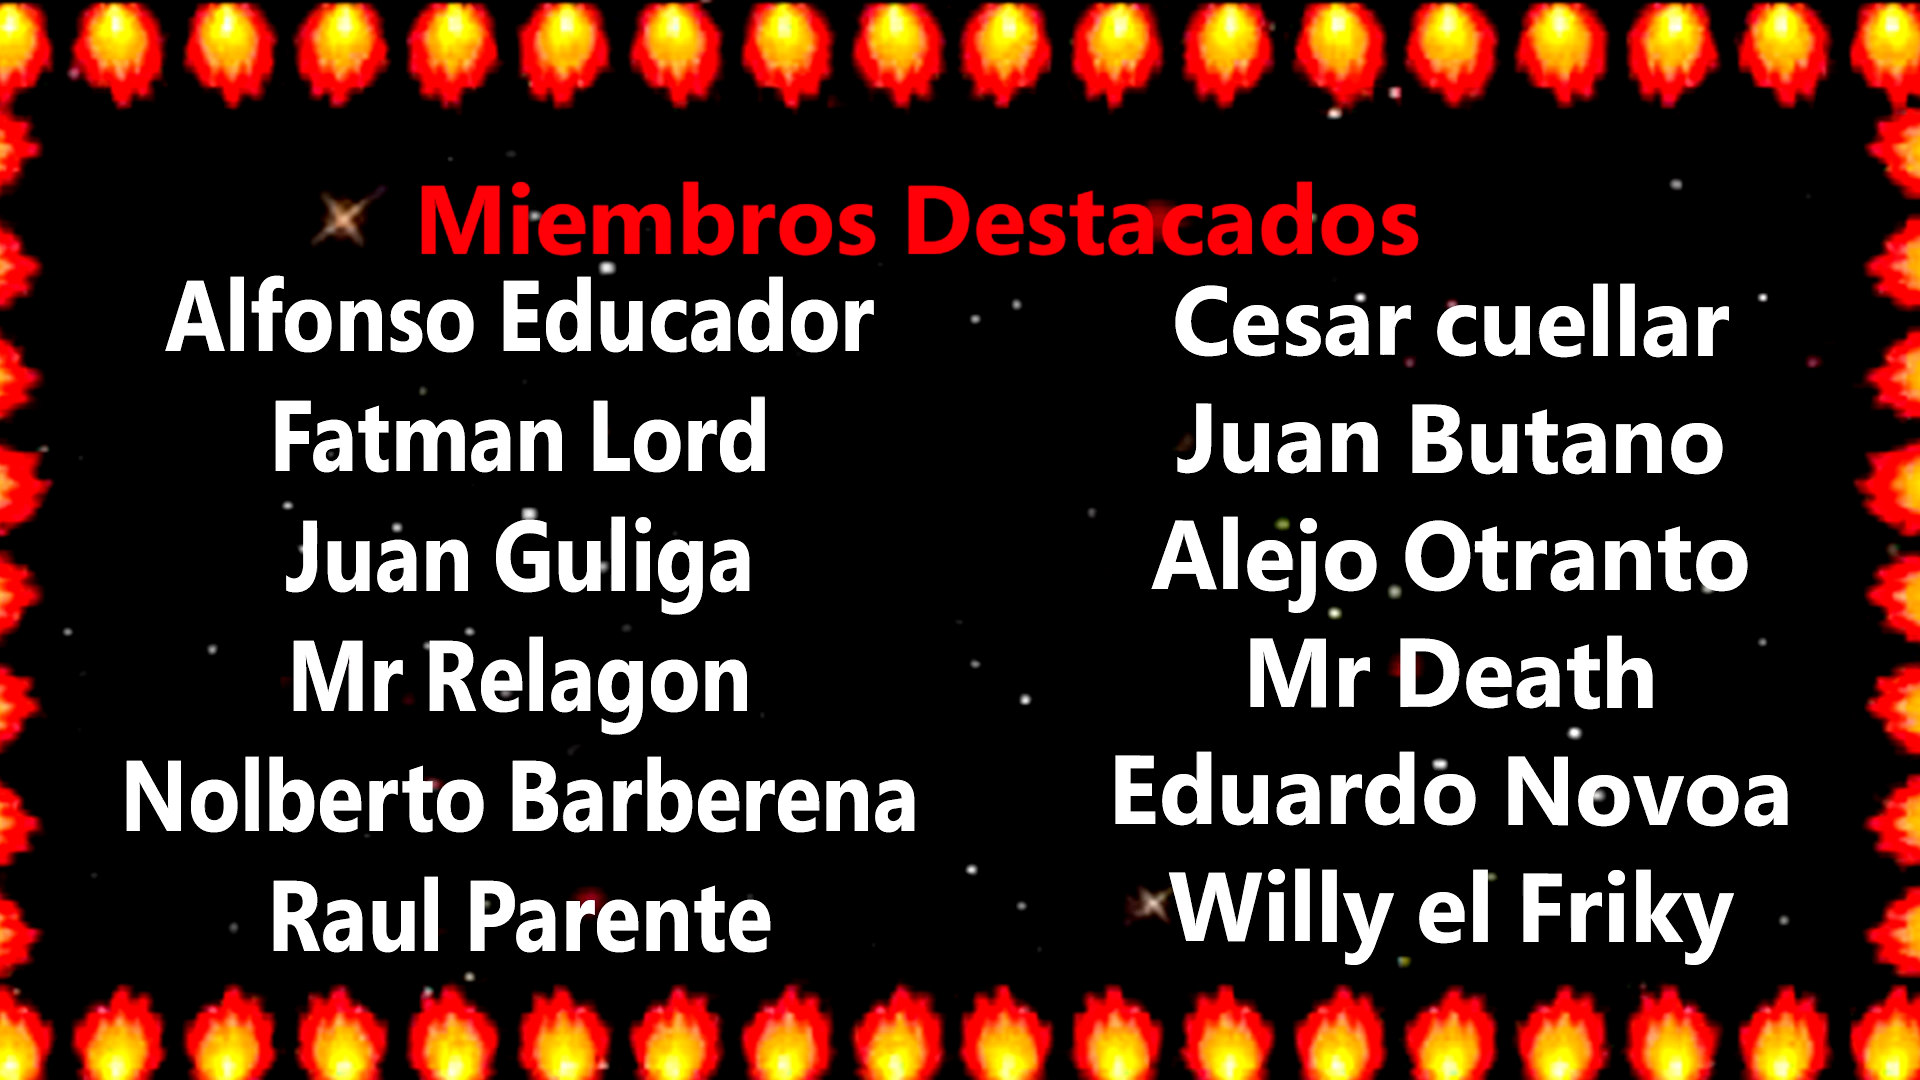 Miembros Destacados
Alfonso Educador
Fatman Lord
Juan Guliga
Mr Relagon
Nolberto Barberena
Raul Parente
Cesar cuellar
Juan Butano
Alejo Otranto
Mr Death
Eduardo Novoa
Willy el Friky